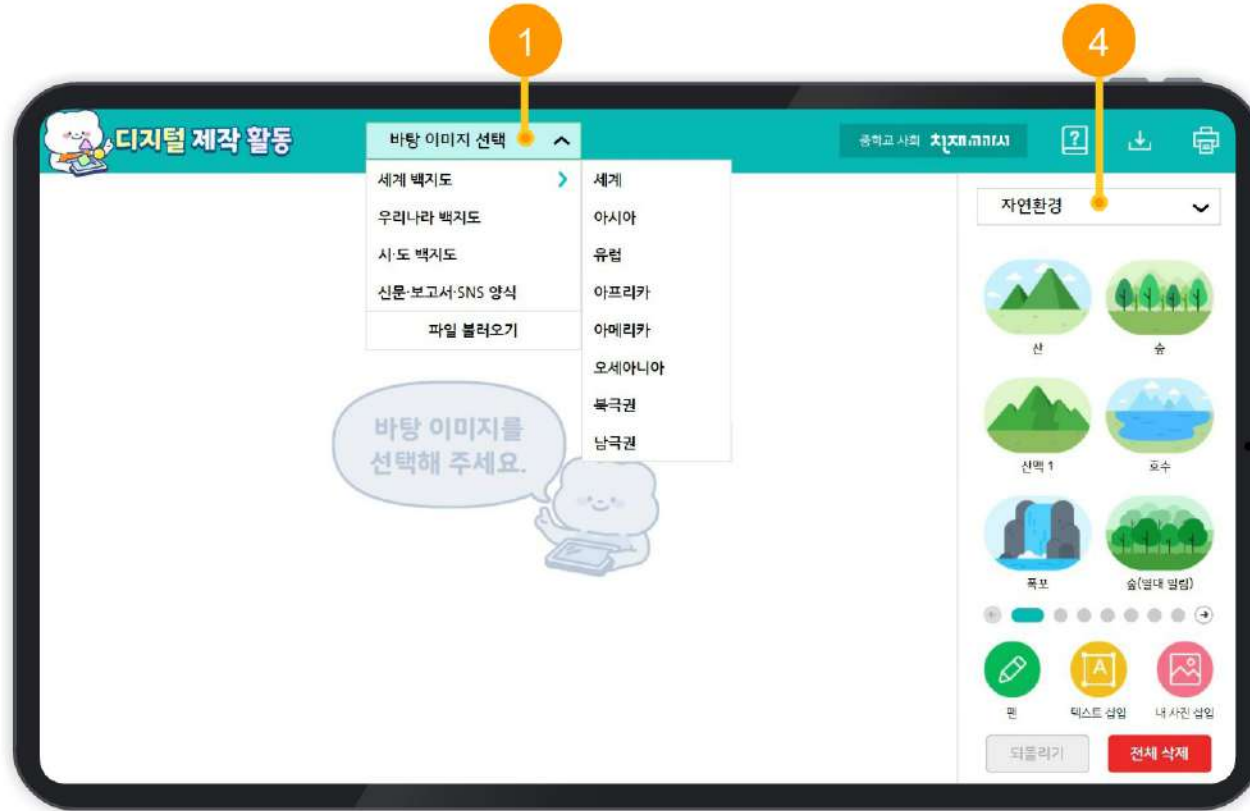 1
4
디지털 제작 활동
바탕 이미지 선택
중학교 사회
세계 백지도
우리나라 백지도
시·도 백지도
신문·보고서·SNS 양식
파일 불러오기
세계
아시아
유럽
아프리카
아메리카
오세아니아
북극권
남극권
바탕 이미지를
선택해 주세요.
자연환경
산
숲
산맥 1
호수
폭포
숲(열대 밀림)
A
펜
텍스트 삽입
내 사진 삽입
되돌리기
전체 삭제